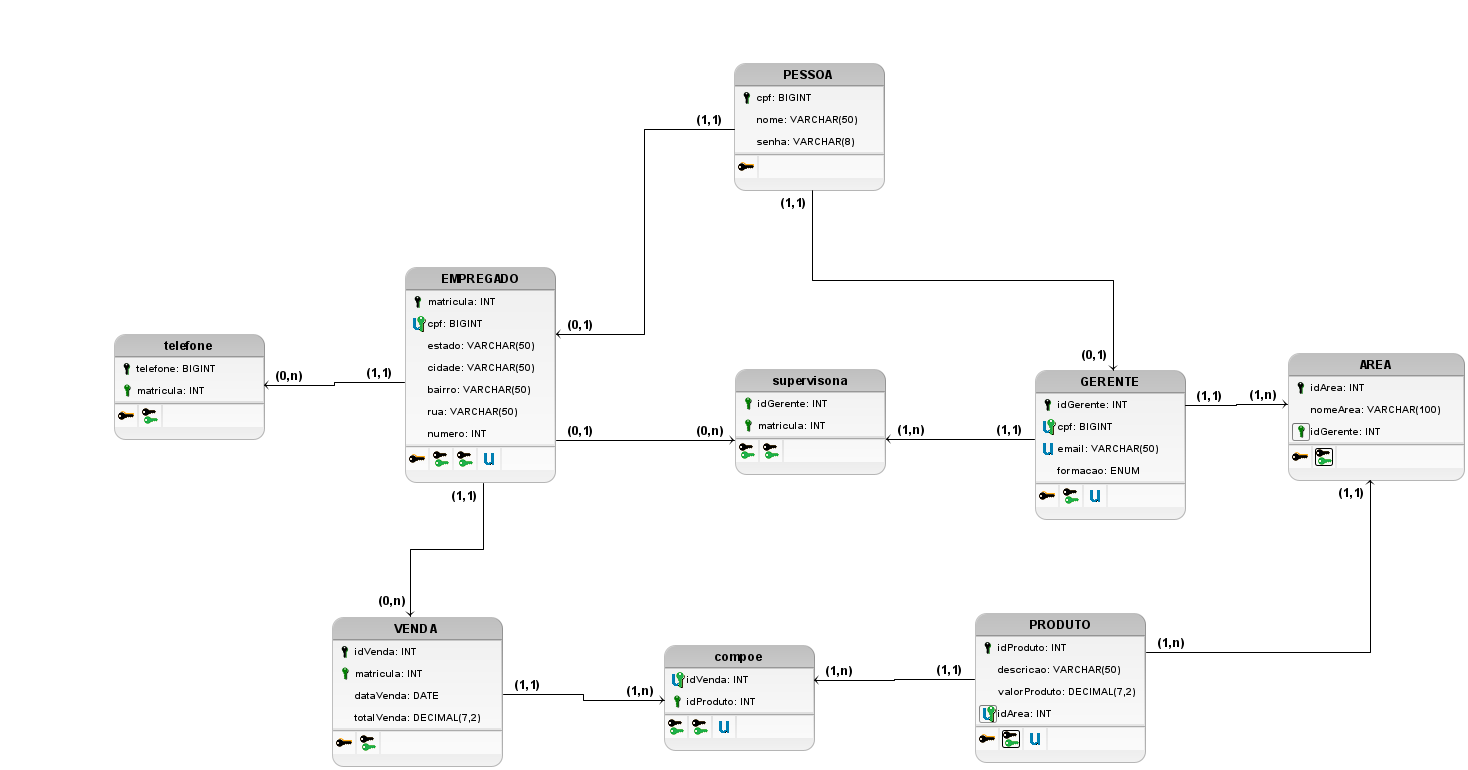 PESSOA
cpf: BIGINT
nome: VARCHAR(50)
senha: VARCHAR(8)
(1,1)
(1,1)
EMPREGADO
matricula: INT
cpf: BIGINT
estado: VARCHAR(50)
cidade: VARCHAR(50)
bairro: VARCHAR(50)
rua: VARCHAR(50)
numero: INT
(0,1)
telefone
telefone: BIGINT
matricula: INT
(0,n)
(1,1)
supervisona
idGerente: INT
matricula: INT
(0,1)
(0,n)
(1,n)
(1,1)
(0,1)
GERENTE
idGerente: INT
cpf: BIGINT
email: VARCHAR(50)
formacao: ENUM
(1,1)
(1,n)
AREA
idArea: INT
nomeArea: VARCHAR(100)
idGerente: INT
(1,1)
(1,1)
(0,n)
VENDA
idVenda: INT
matricula: INT
dataVenda: DATE
totalVenda: DECIMAL(7,2)
(1,1)
(1,n)
compoe
idVenda: INT
idProduto: INT
(1,n)
(1,1)
PRODUTO
idProduto: INT
descricao: VARCHAR(50)
valorProduto: DECIMAL(7,2)
idArea: INT
(1,n)